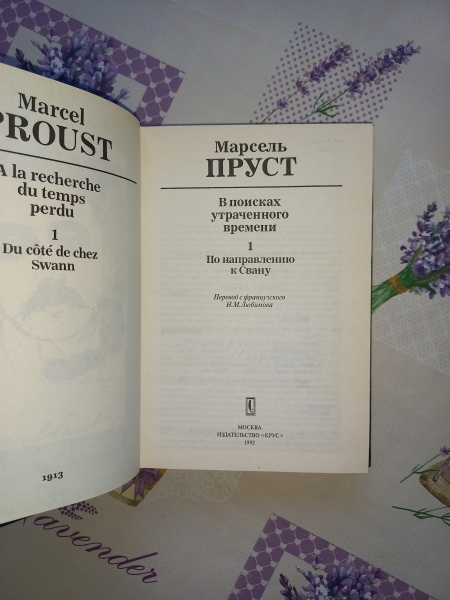 Marcel
PROUST
A la recherche
du temps
perdu
1
Du côté de chez
Swann
1913
Марсель
ПРУСТ
В поисках
утраченного
времени
1
По направлению
к Свану
Перевод с французского
Н.М.Любимова
МОСКВА
ИЗДАТЕЛЬСТВО «КРУС»
1992
Lavender